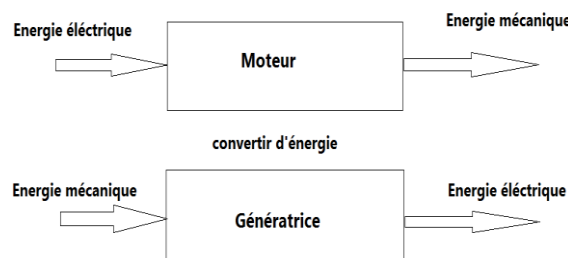 Energie éléctrique
Energie mécanique
Moteur
convertir d'énergie
Energie mécanique
Energie éléctrique
Génératrice